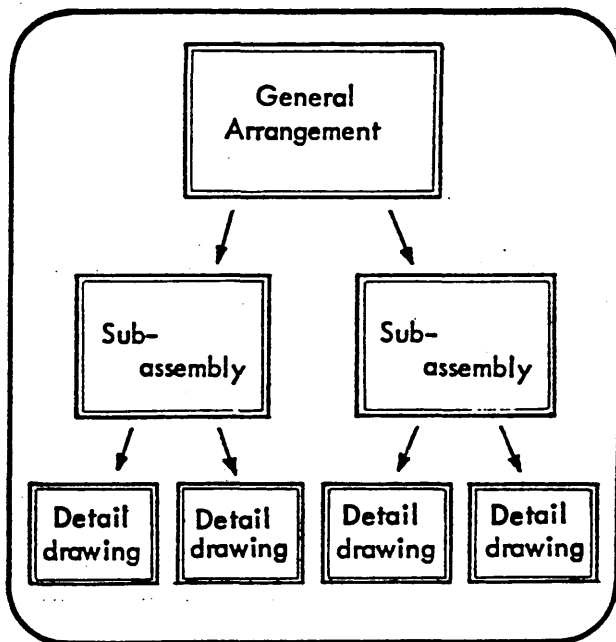 General
Arrangement
Sub-
assembly
Sub-
assembly
Detail
drawing
Detail
drawing
Detail
drawing
Detail
drawing